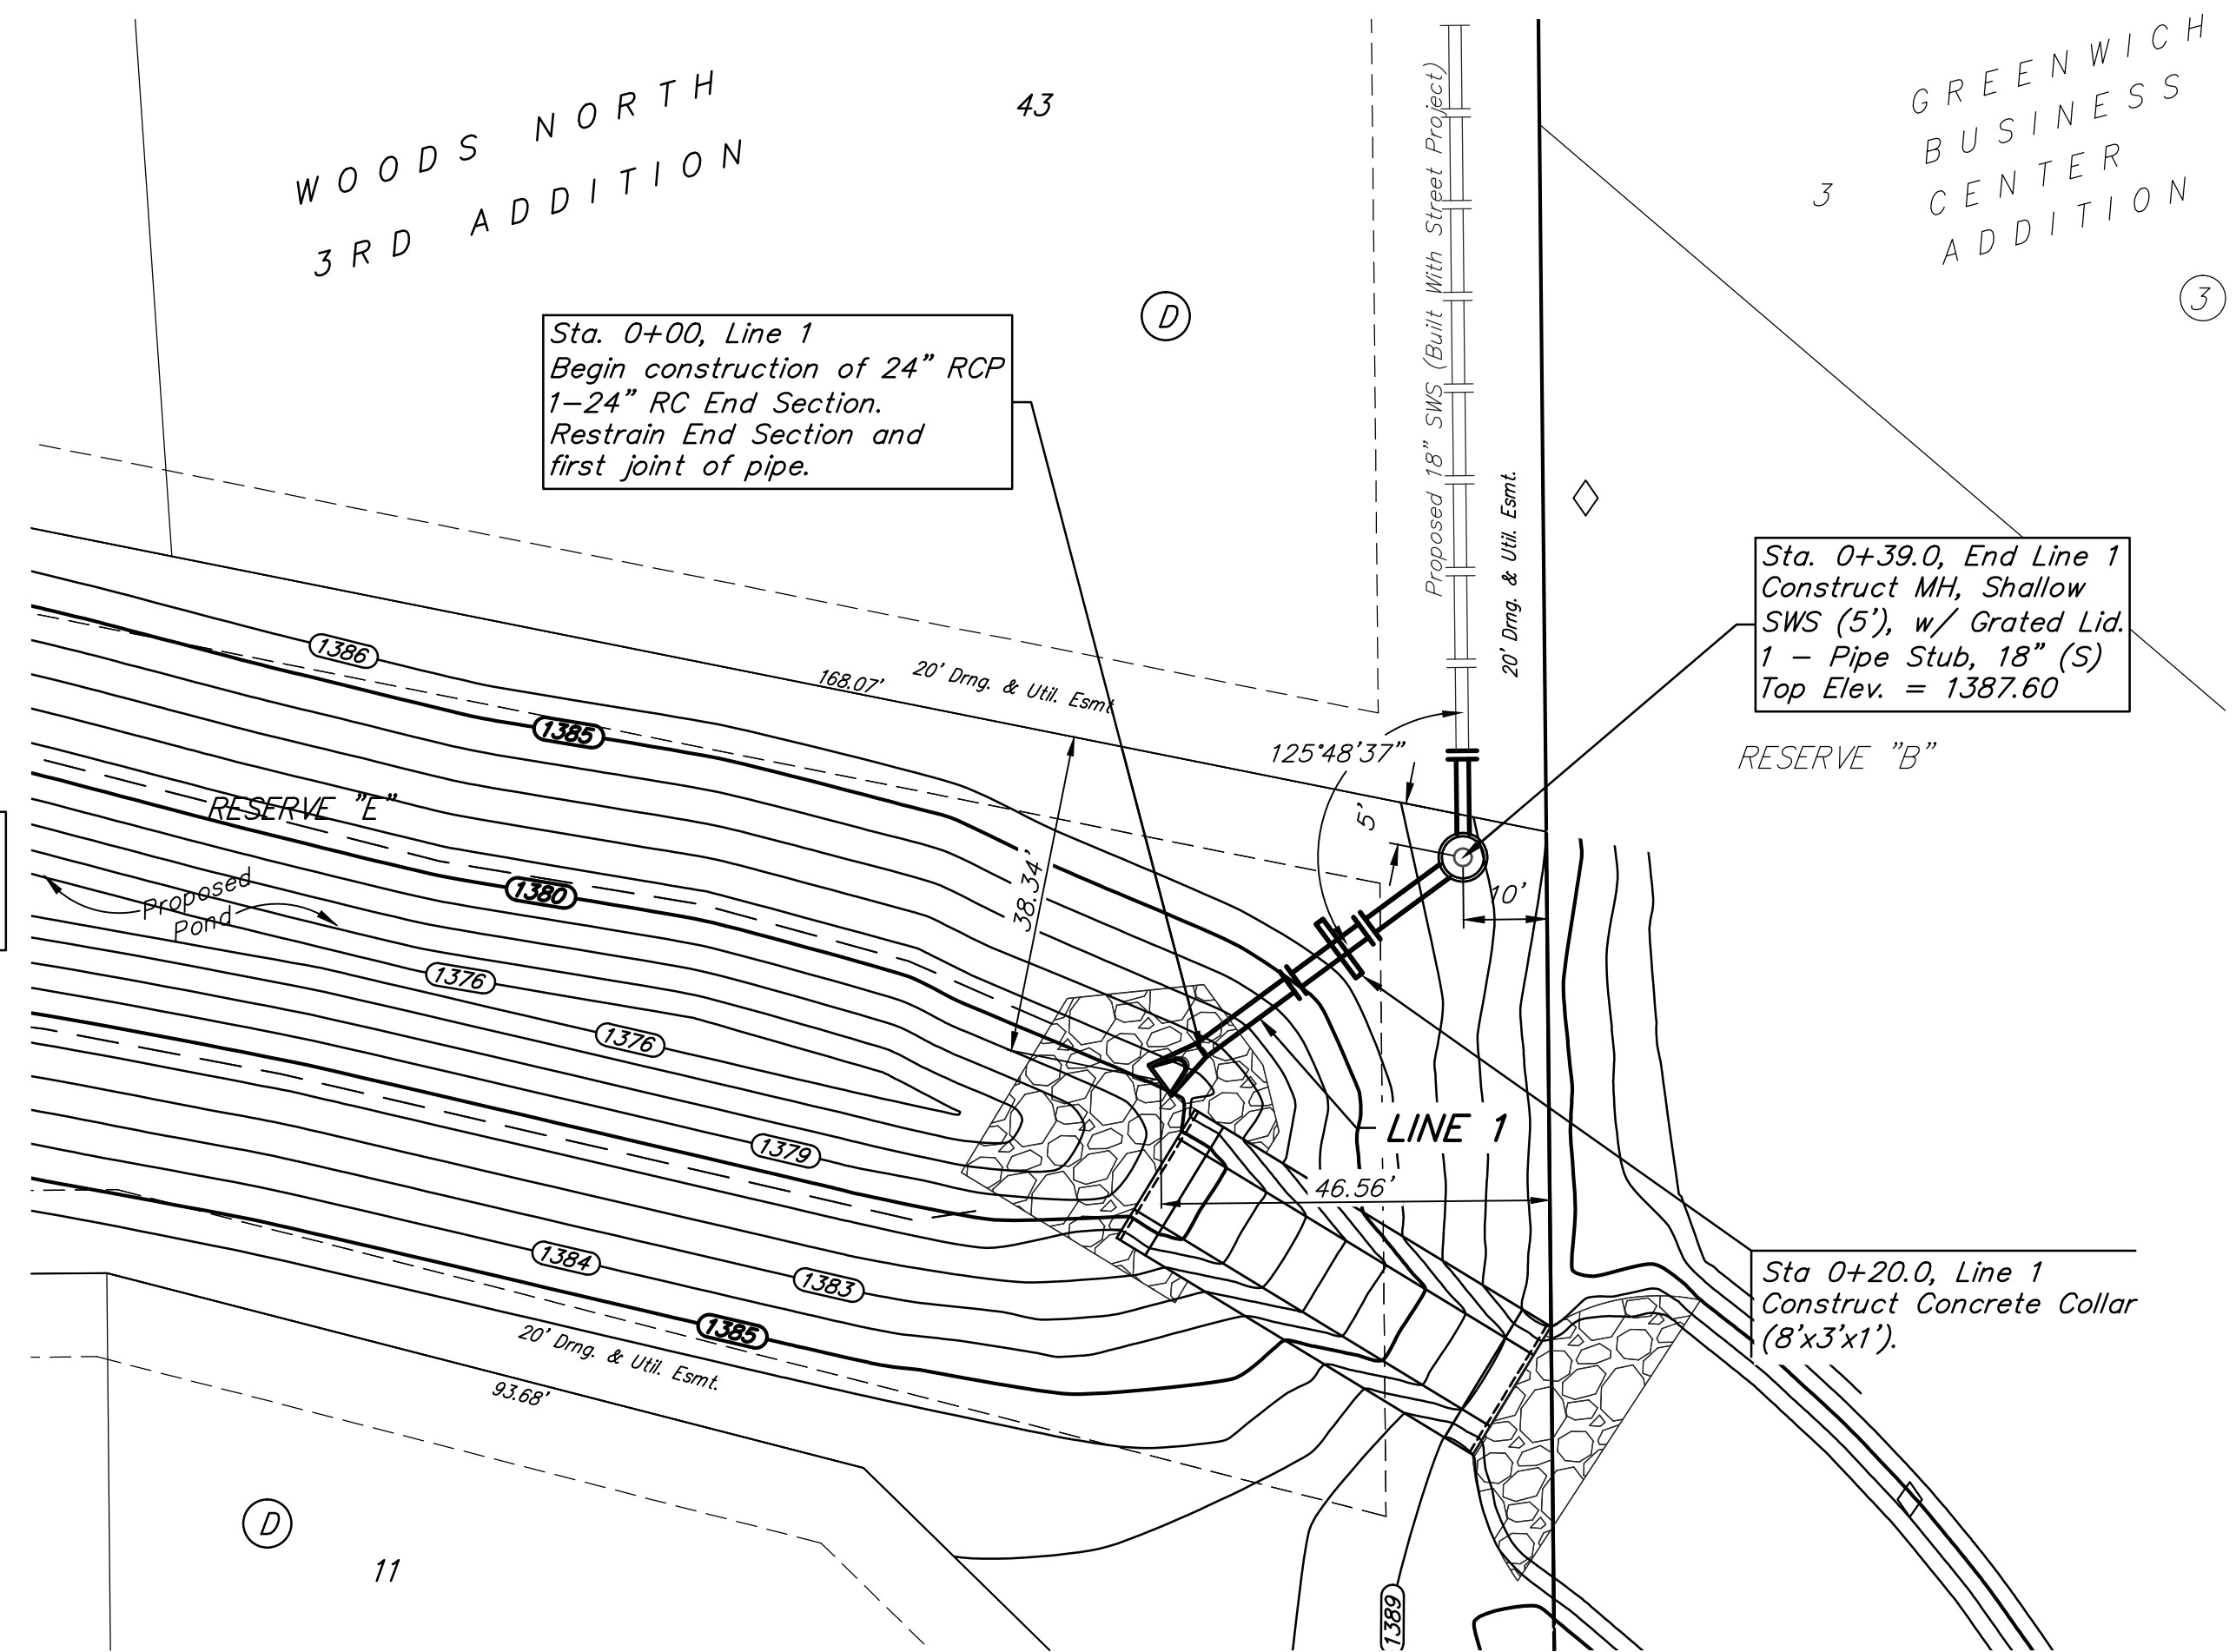 WOODS NORTH
3RD ADDITION
43
GREENWICH
BUSINESS
CENTER
ADDITION
3
3
D
Sta. 0+00, Line 1
Begin construction of 24" RCP
1-24" RC End Section.
Restrain End Section and
first joint of pipe.
Proposed 18" SWS (Built With Street Project)
20' Drng. & Util. Esmt.
Sta. 0+39.0, End Line 1
Construct MH, Shallow
SWS (5'), w/ Grated Lid.
1 - Pipe Stub, 18" (S)
Top Elev. = 1387.60
RESERVE "B"
1386
168.07'
20' Drng. & Util. Esmt
1385
125°48'37"
5'
RESERVE "E"
38.34'
10'
1380
Proposed
Pond
1376
1376
LINE 1
1379
46.56'
1384
1383
1385
Sta 0+20.0, Line 1
Construct Concrete Collar
(8'x3'x1').
20' Drng. & Util. Esmt.
93.68'
D
11
1389